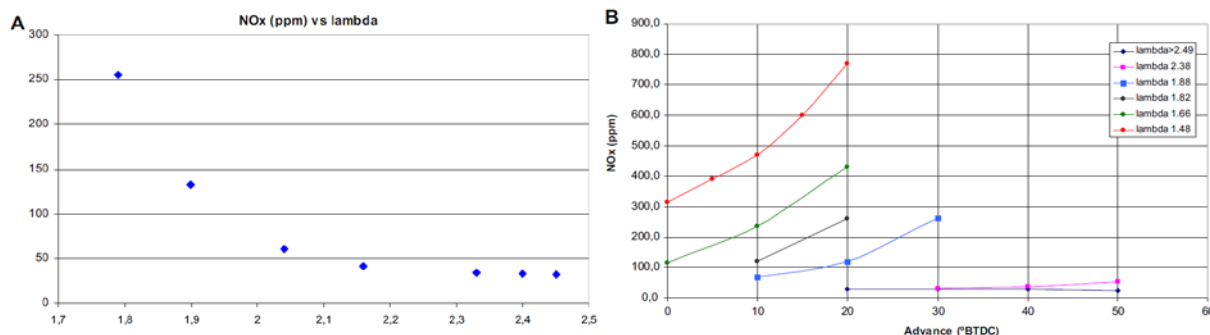 A
NOx (ppm) vs lambda
300
250
200
150
100
50
0
1,7 1,8 1,9 2 2,1 2,2 2,3 2,4 2,5
B
900,0
800,0
700,0
600,0
500,0
400,0
300,0
200,0
100,0
0,0
NOx (ppm)
0 10 20 30 40 50 60
Advance (ºBTDC)
lambda>2.49
lambda 2.38
lambda 1.88
lambda 1.82
lambda 1.66
lambda 1.48